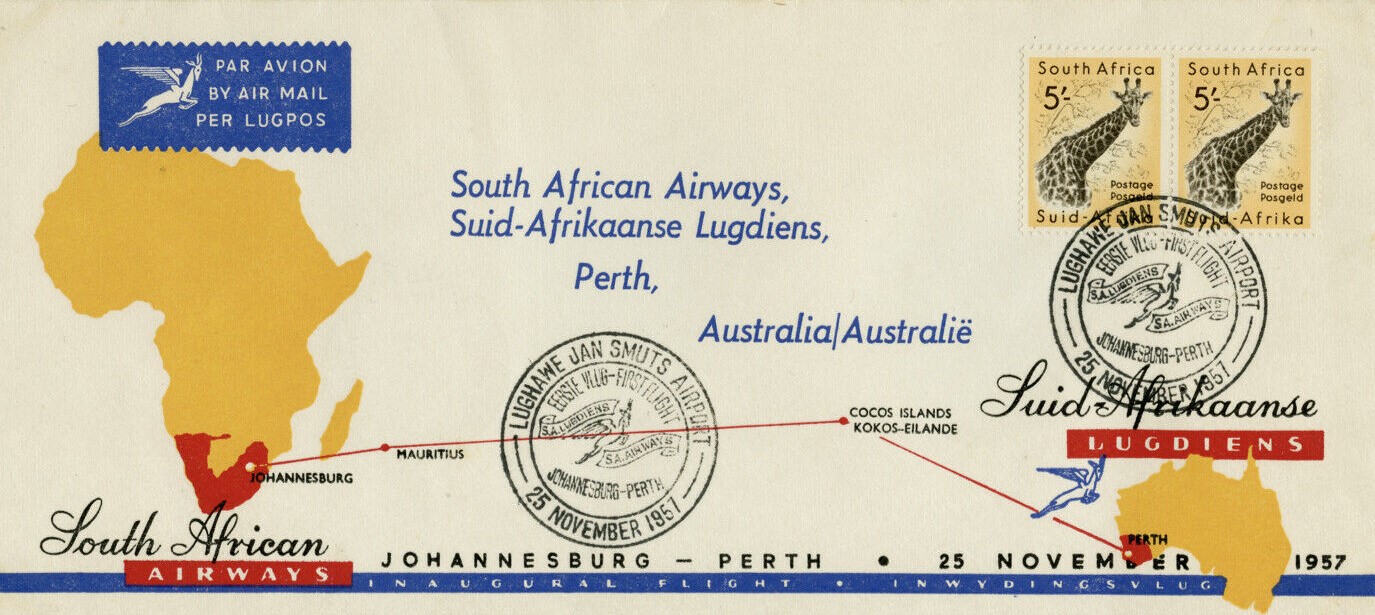 PAR AVION
BY AIR MAIL
PER LUGPOS
South Africa
5/-
Postage
Posgeld
Suid-Afrika
South Africa
5/-
Postage
Posgeld
Suid-Afrika
South African Airways,
Suid-Afrikaanse Lugdiens,
Perth,
Australia/Australië
LUGHAWE JAN SMUTS AIRPORT
EERSTE VLUG-FIRST FLIGHT
S.A. LUGDIENS
S.A. AIRWAYS
JOHANNESBURG-PERTH
25 NOVEMBER 1957
LUGHAWE JAN SMUTS AIRPORT
EERSTE VLUG-FIRST FLIGHT
S.A. LUGDIENS
S.A. AIRWAYS
JOHANNESBURG-PERTH
25 NOVEMBER 1957
Suid-Afrikaanse
LUGDIENS
COCOS ISLANDS
KOKOS-EILANDE
MAURITIUS
JOHANNESBURG
PERTH
South African
AIRWAYS
JOHANNESBURG — PERTH • 25 NOVEMBER 1957
INAUGURAL FLIGHT • INWYDINGSVLUG